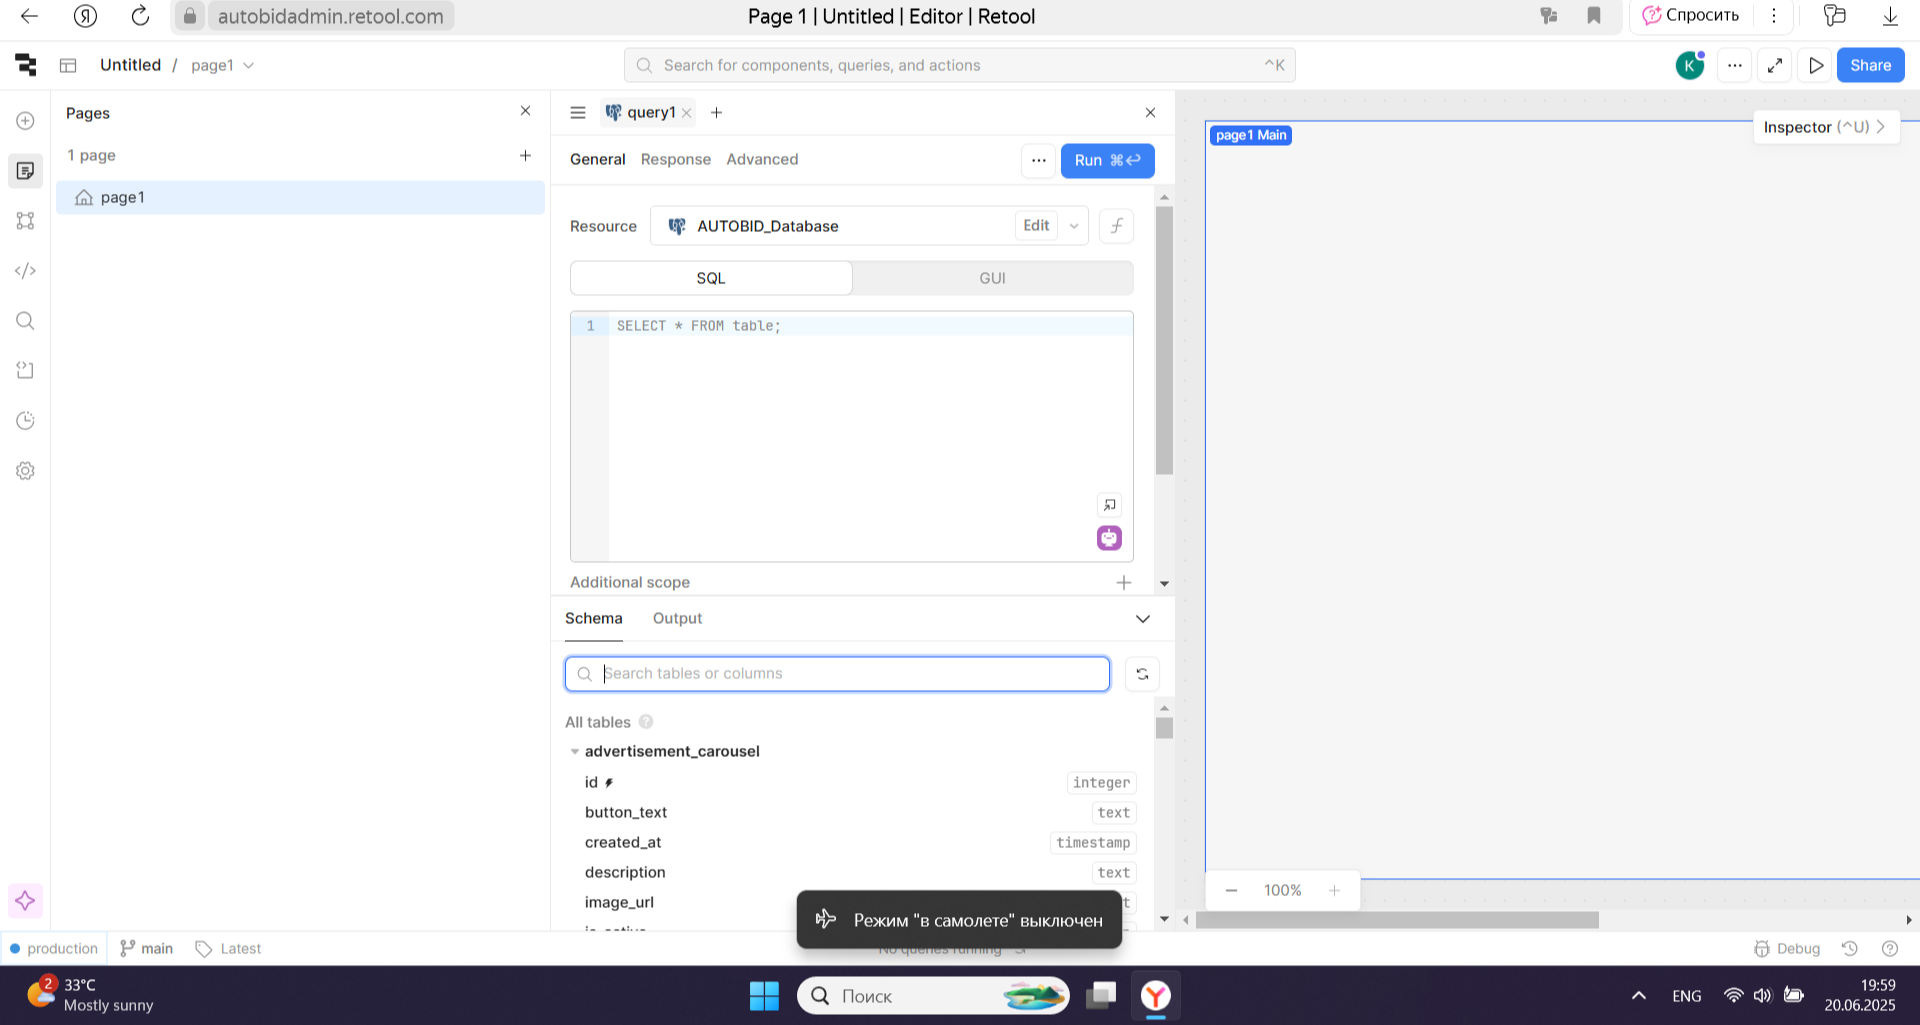 autobidadmin.retool.com
Page 1 | Untitled | Editor | Retool
Спросить
Untitled / page1
Search for components, queries, and actions
^K
K
Share
Pages
1 page
page1
query1
General Response Advanced
Run ⌘↩
Resource
AUTOBID_Database
Edit
SQL
GUI
1 SELECT * FROM table;
Additional scope
Schema Output
Search tables or columns
All tables
advertisement_carousel
id integer
button_text text
created_at timestamp
description text
image_url
page1 Main
Inspector (^U)
100%
Режим "в самолете" выключен
production
main
Latest
No queries running
Debug
2
33°C
Mostly sunny
Поиск
ENG
19:59
20.06.2025